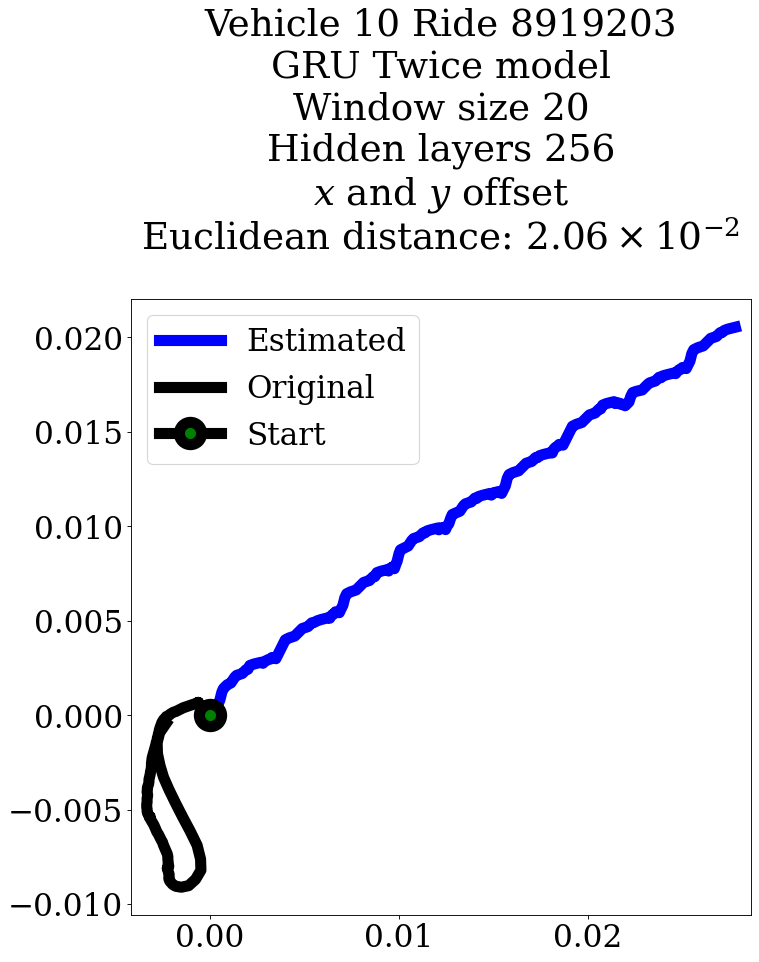 Vehicle 10 Ride 8919203
GRU Twice model
Window size 20
Hidden layers 256
x and y offset
Euclidean distance: 2.06 × 10⁻²
Estimated
Original
Start
0.020
0.015
0.010
0.005
0.000
−0.005
−0.010
0.00 0.01 0.02